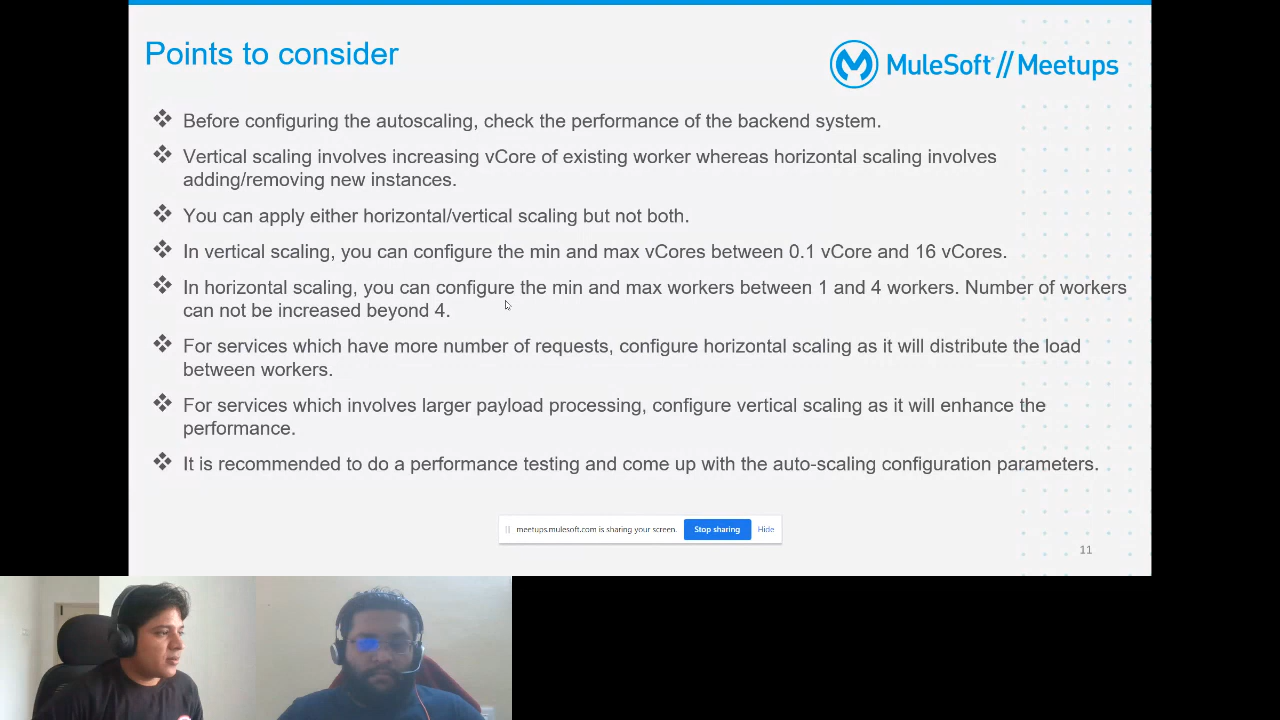 Points to consider
MuleSoft // Meetups
Before configuring the autoscaling, check the performance of the backend system.
Vertical scaling involves increasing vCore of existing worker whereas horizontal scaling involves
adding/removing new instances.
You can apply either horizontal/vertical scaling but not both.
In vertical scaling, you can configure the min and max vCores between 0.1 vCore and 16 vCores.
In horizontal scaling, you can configure the min and max workers between 1 and 4 workers. Number of workers
can not be increased beyond 4.
For services which have more number of requests, configure horizontal scaling as it will distribute the load
between workers.
For services which involves larger payload processing, configure vertical scaling as it will enhance the
performance.
It is recommended to do a performance testing and come up with the auto-scaling configuration parameters.
meetups.mulesoft.com is sharing your screen. Stop sharing Hide
11